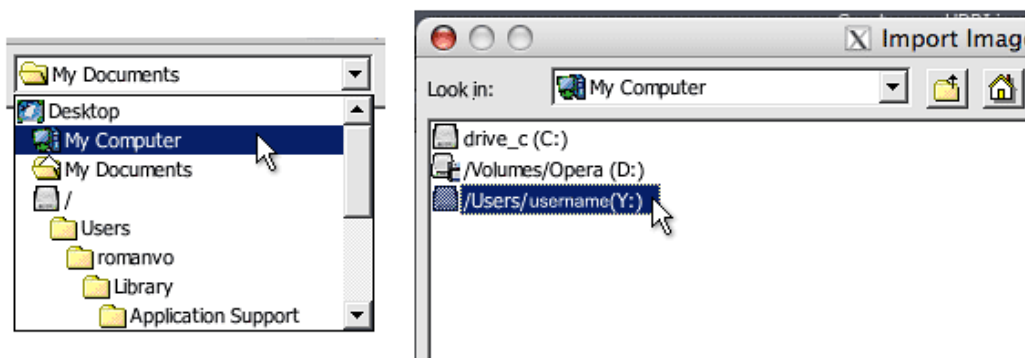 My Documents
Desktop
My Computer
My Documents
/
Users
romanvo
Library
Application Support
X Import Imag
Look in:
My Computer
drive_c (C:)
/Volumes/Opera (D:)
/Users/username(Y:)